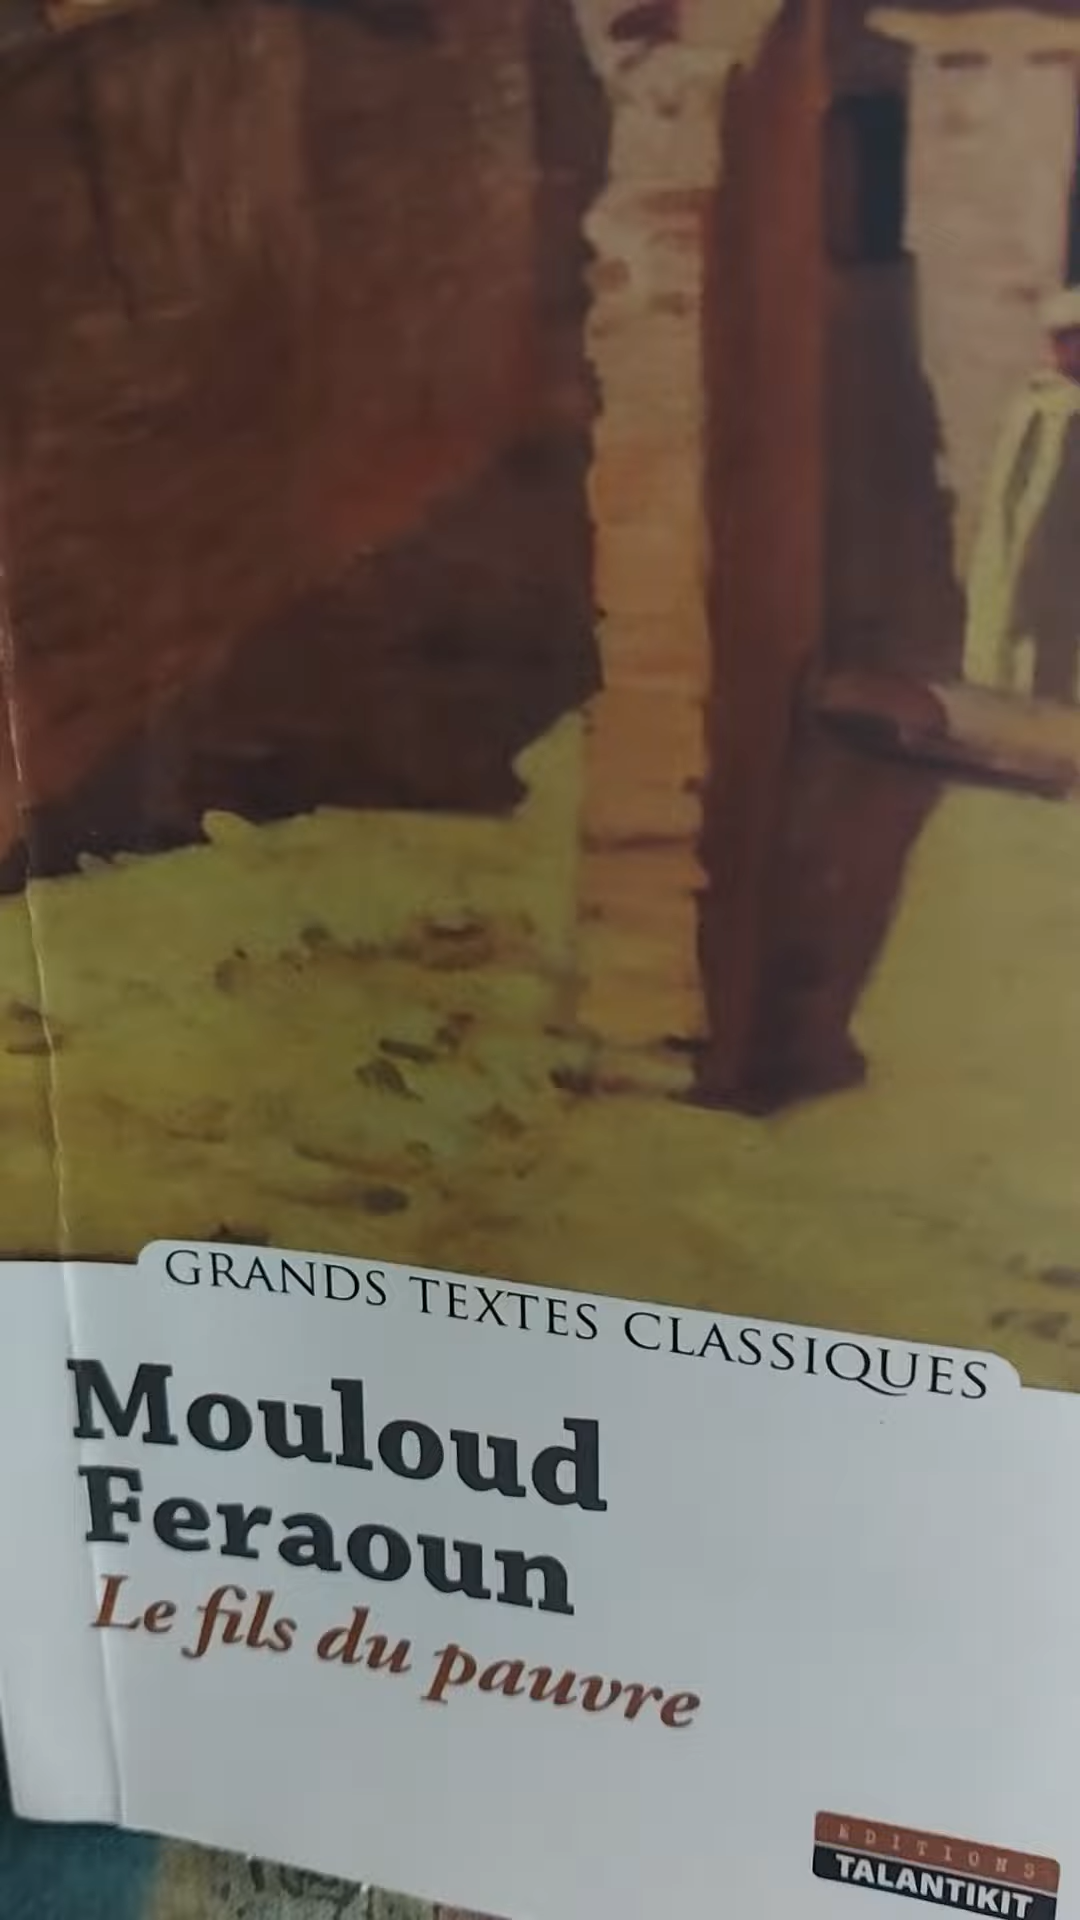 GRANDS TEXTES CLASSIQUES
Mouloud
Feraoun
Le fils du pauvre
EDITIONS
TALANTIKIT